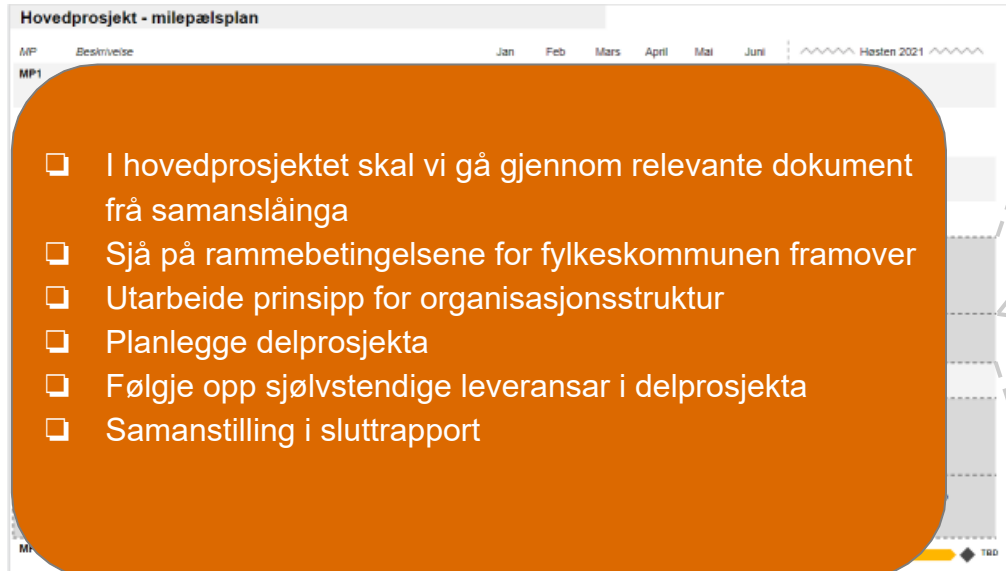 Hovedprosjekt - milepælsplan
MP Beskrivelse Jan Feb Mars April Mai Juni Høsten 2021
MP1
I hovedprosjektet skal vi gå gjennom relevante dokument
frå samanslåinga
Sjå på rammebetingelsene for fylkeskommunen framover
Utarbeide prinsipp for organisasjonsstruktur
Planlegge delprosjekta
Følgje opp sjølvstendige leveransar i delprosjekta
Samanstilling i sluttrapport
TBD